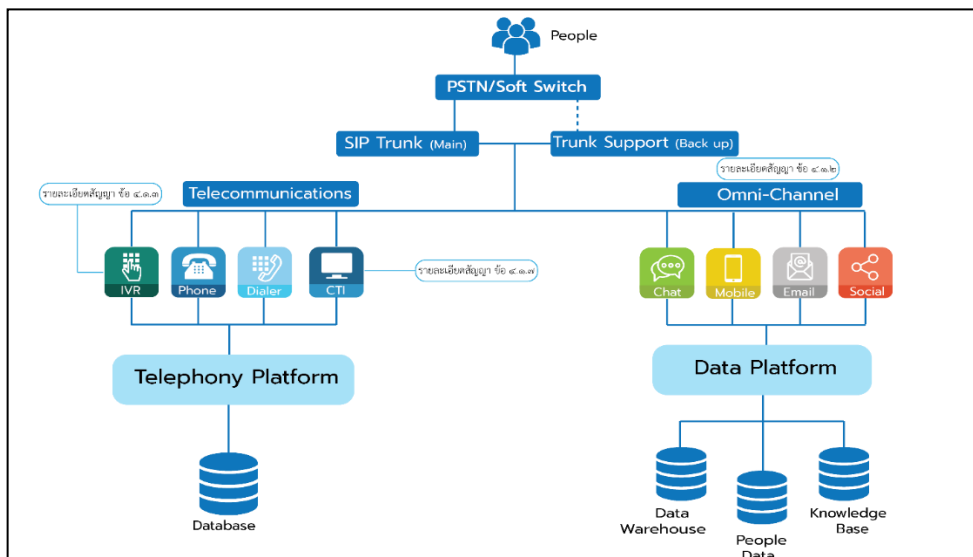 People
PSTN/Soft Switch
SIP Trunk (Main)
Trunk Support (Back up)
รายละเอียดสัญญา ข้อ ๔.๑.๓
Telecommunications
รายละเอียดสัญญา ข้อ ๔.๑.๒
Omni-Channel
IVR
Phone
Dialer
CTI
รายละเอียดสัญญา ข้อ ๔.๑.๗
Chat
Mobile
Email
Social
Telephony Platform
Data Platform
Database
Data
Warehouse
People
Data
Knowledge
Base